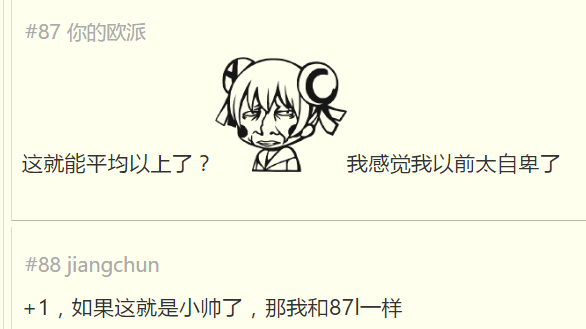 #87 你的欧派
这就能平均以上了？ 我感觉我以前太自卑了
#88 jiangchun
+1，如果这就是小帅了，那我和87l一样